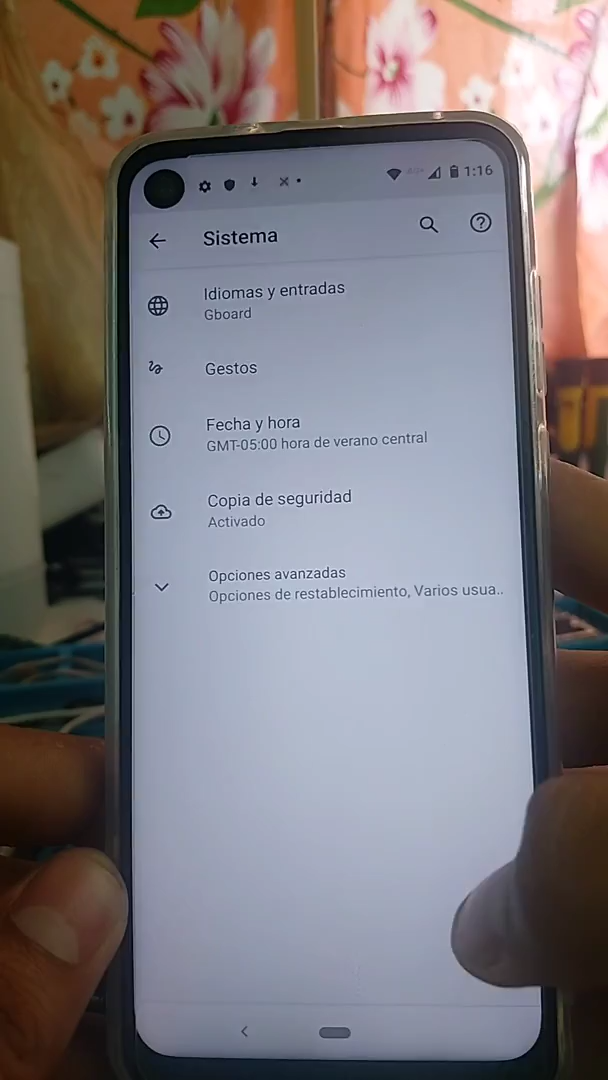 1:16
Sistema
Idiomas y entradas
Gboard
Gestos
Fecha y hora
GMT-05:00 hora de verano central
Copia de seguridad
Activado
Opciones avanzadas
Opciones de restablecimiento, Varios usua..